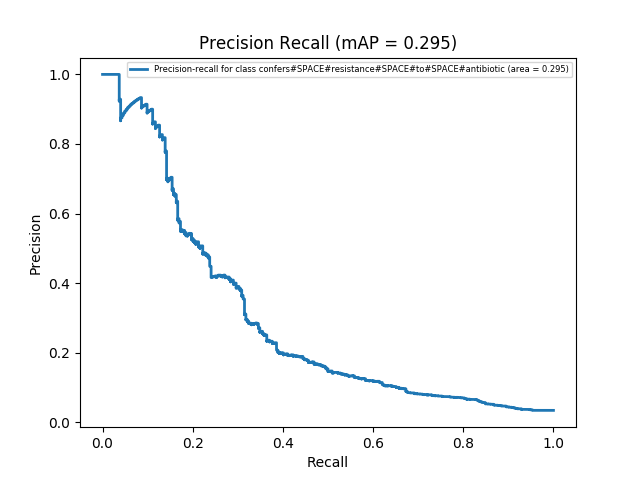 Precision Recall (mAP = 0.295)
Precision-recall for class confers#SPACE#resistance#SPACE#to#SPACE#antibiotic (area = 0.295)
1.0
0.8
0.6
0.4
0.2
0.0
Precision
0.0 0.2 0.4 0.6 0.8 1.0
Recall